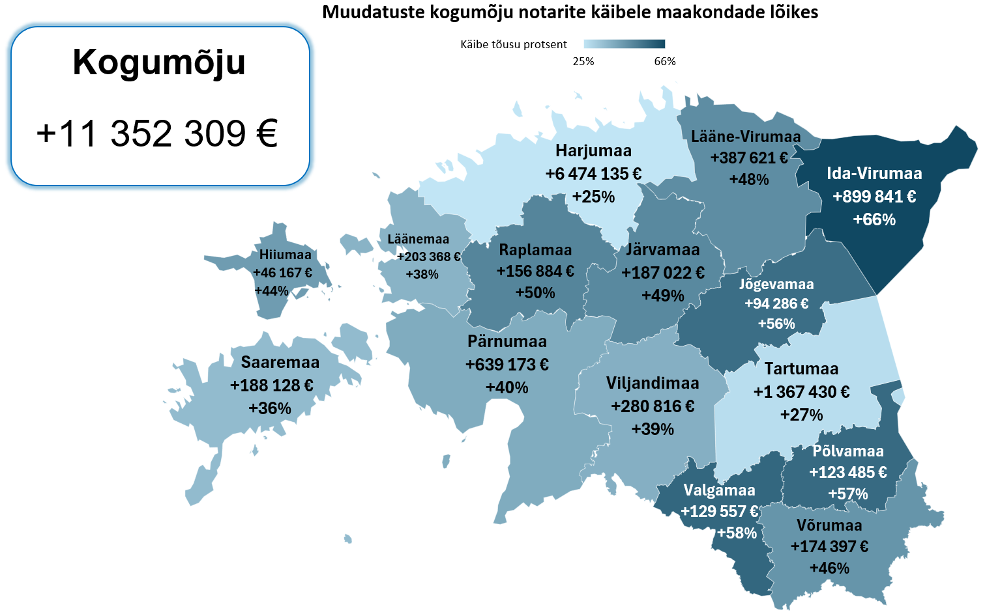 Muudatuste kogumõju notarite käibele maakondade lõikes
Käibe tõusu protsent
25%
66%
Kogumõju
+11 352 309 €
Harjumaa
+6 474 135 €
+25%
Lääne-Virumaa
+387 621 €
+48%
Ida-Virumaa
+899 841 €
+66%
Läänemaa
+203 368 €
+38%
Hiiumaa
+46 167 €
+44%
Raplamaa
+156 884 €
+50%
Järvamaa
+187 022 €
+49%
Jõgevamaa
+94 286 €
+56%
Saaremaa
+188 128 €
+36%
Pärnumaa
+639 173 €
+40%
Viljandimaa
+280 816 €
+39%
Tartumaa
+1 367 430 €
+27%
Põlvamaa
+123 485 €
+57%
Valgamaa
+129 557 €
+58%
Võrumaa
+174 397 €
+46%